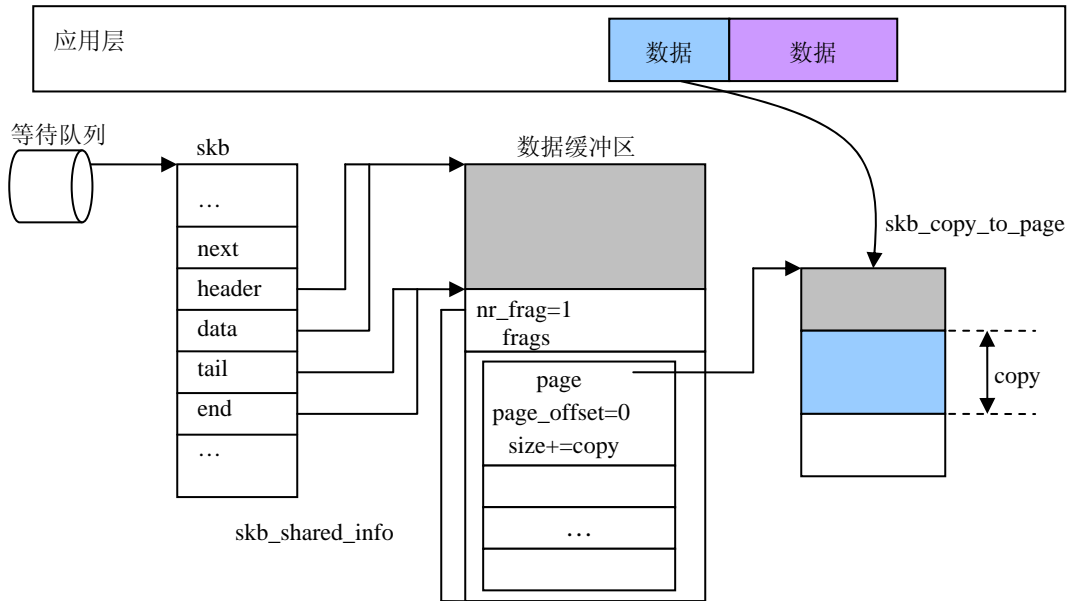 应用层
数据
数据
等待队列
skb
数据缓冲区
…
next
header
data
tail
end
…
skb_copy_to_page
nr_frag=1
frags
page
page_offset=0
size+=copy
…
copy
skb_shared_info